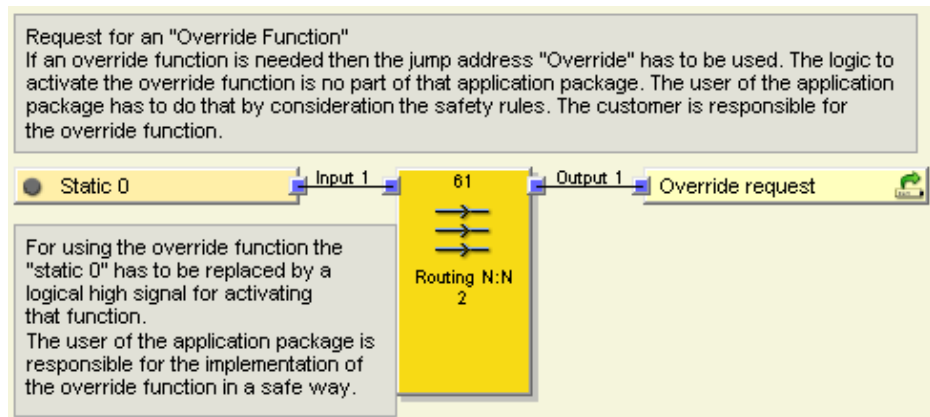 Request for an "Override Function"
If an override function is needed then the jump address "Override" has to be used. The logic to
activate the override function is no part of that application package. The user of the application
package has to do that by consideration the safety rules. The customer is responsible for
the override function.
Static 0
Input 1
61
Output 1
Override request
Routing N:N
2
For using the override function the
"static 0" has to be replaced by a
logical high signal for activating
that function.
The user of the application package is
responsible for the implementation of
the override function in a safe way.